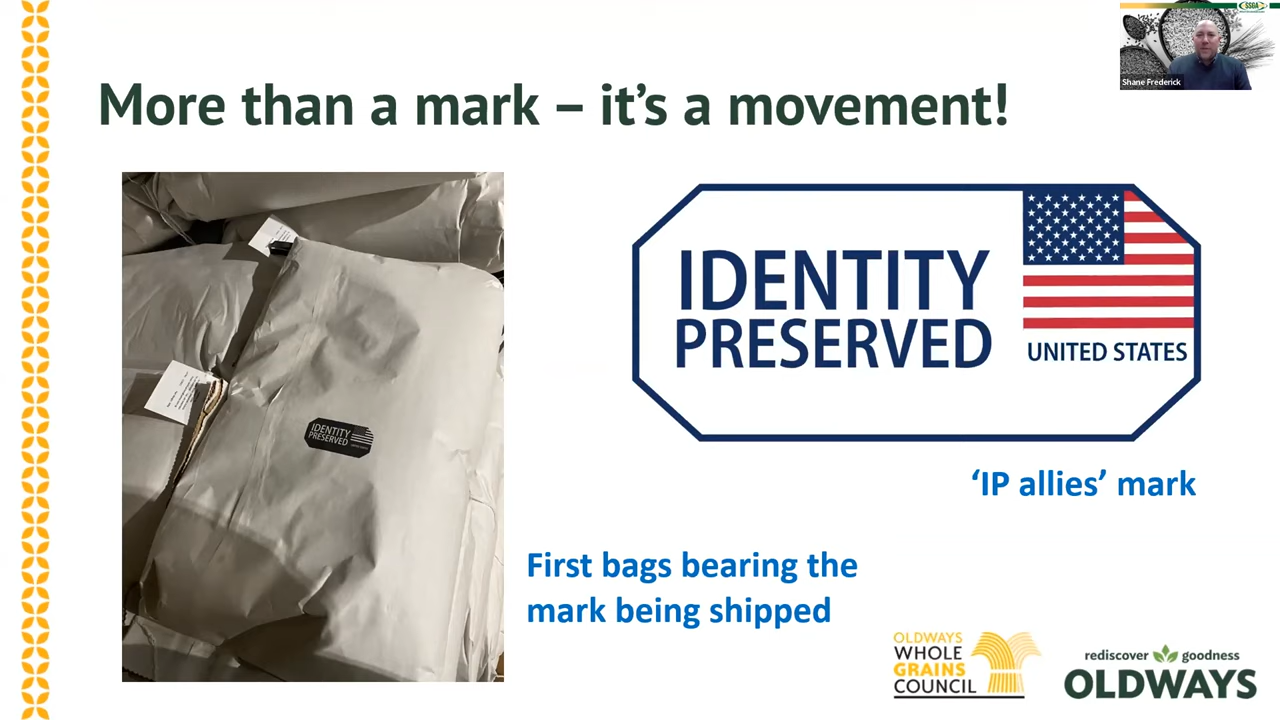 SSGA
Shane Frederick
More than a mark – it's a movement!
IDENTITY
PRESERVED
UNITED STATES
IDENTITY
PRESERVED
'IP allies' mark
First bags bearing the
mark being shipped
OLDWAYS
WHOLE
GRAINS
COUNCIL
rediscover goodness
OLDWAYS